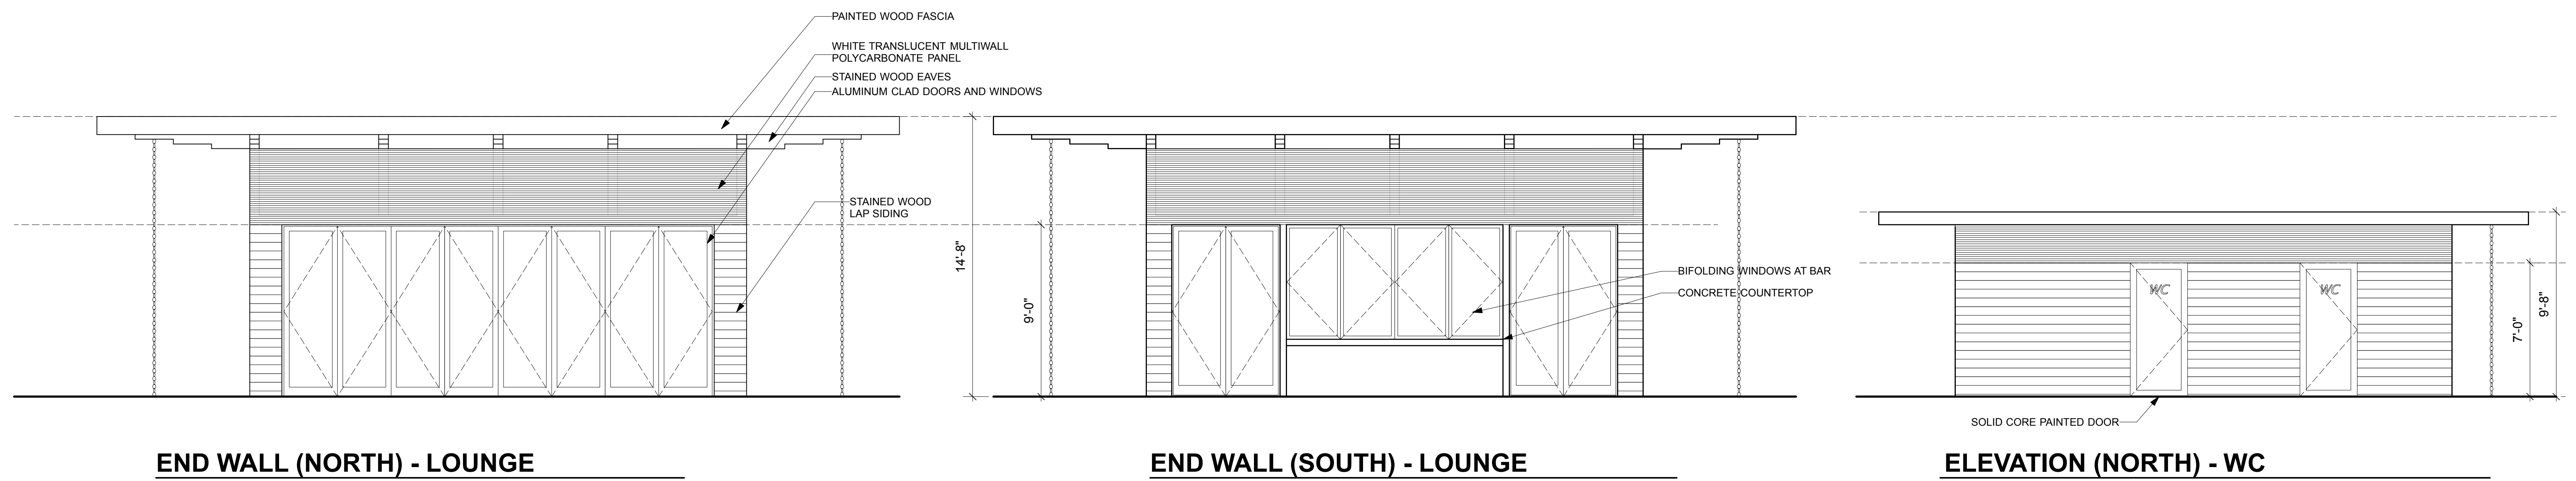 PAINTED WOOD FASCIA
WHITE TRANSLUCENT MULTIWALL
POLYCARBONATE PANEL
STAINED WOOD EAVES
ALUMINUM CLAD DOORS AND WINDOWS
STAINED WOOD
LAP SIDING
14'-8"
9'-0"
BIFOLDING WINDOWS AT BAR
CONCRETE COUNTERTOP
WC
WC
7'-0"
9'-8"
SOLID CORE PAINTED DOOR
END WALL (NORTH) - LOUNGE
END WALL (SOUTH) - LOUNGE
ELEVATION (NORTH) - WC